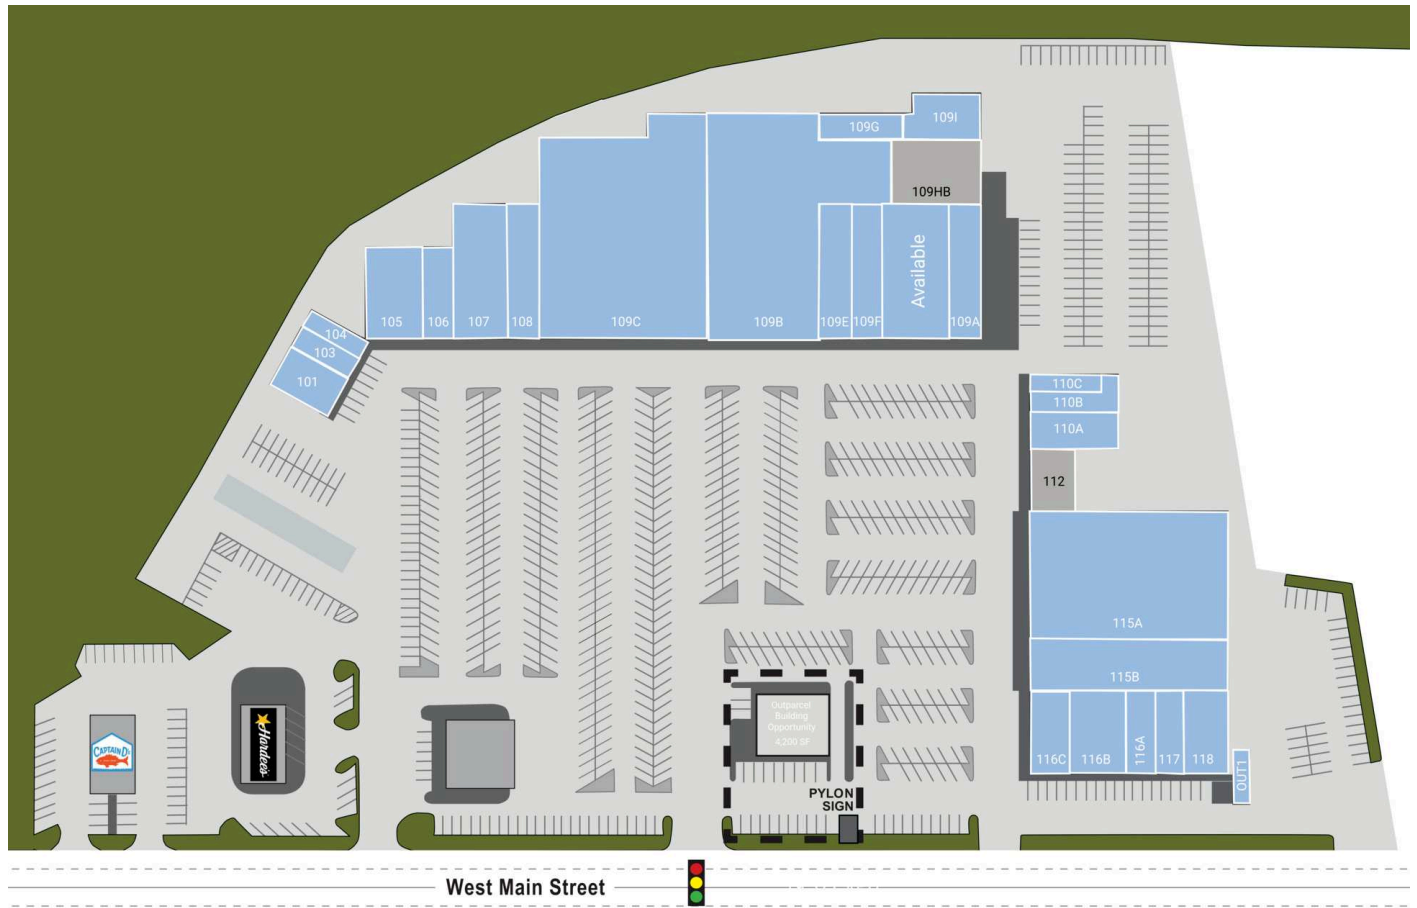 109I
109G
109HB
Available
105
106
107
108
109C
109B
109E
109F
109A
104
103
101
110C
110B
110A
112
115A
115B
116C
116B
116A
117
118
OUT1
Outparcel
Building
Opportunity
4,200 SF
CAPTAIN D's
Hardee's
PYLON
SIGN
West Main Street